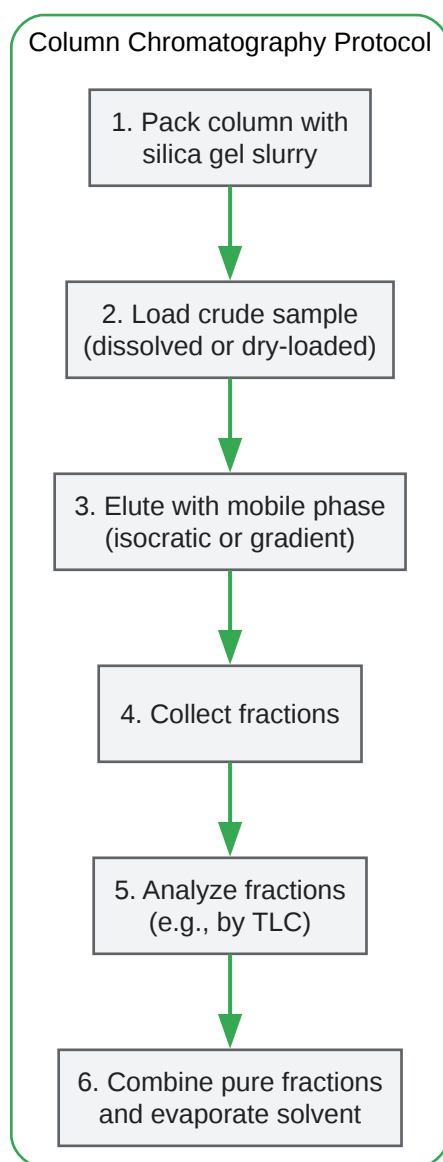 Column Chromatography Protocol
1. Pack column with
silica gel slurry
2. Load crude sample
(dissolved or dry-loaded)
3. Elute with mobile phase
(isocratic or gradient)
4. Collect fractions
5. Analyze fractions
(e.g., by TLC)
6. Combine pure fractions
and evaporate solvent